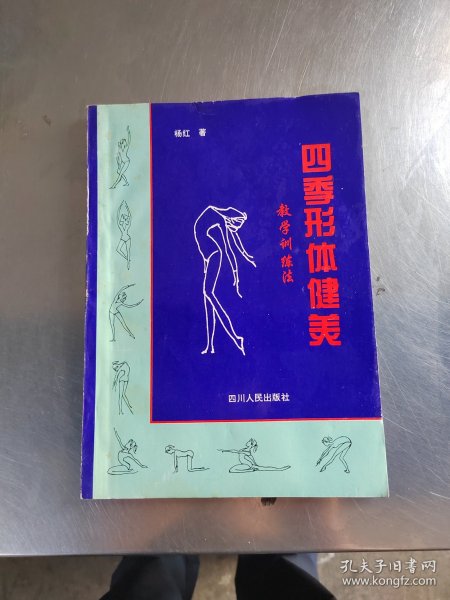 杨红 著
四季形体健美
教学训练法
四川人民出版社
孔夫子旧书网
www.kongfz.com